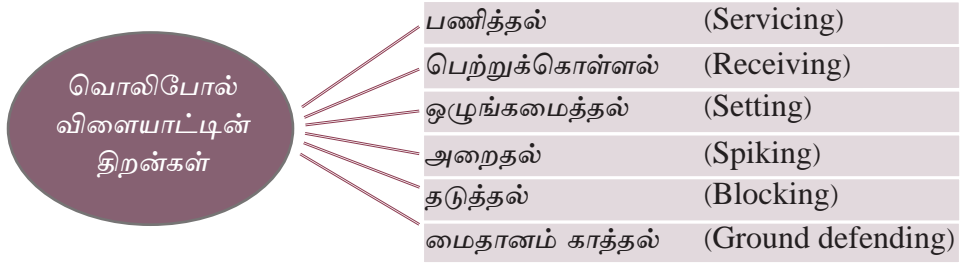 வொலிபோல்
விளையாட்டின்
திறன்கள்
பணித்தல் (Servicing)
பெற்றுக்கொள்ளல் (Receiving)
ஒழுங்கமைத்தல் (Setting)
அறைதல் (Spiking)
தடுத்தல் (Blocking)
மைதானம் காத்தல் (Ground defending)